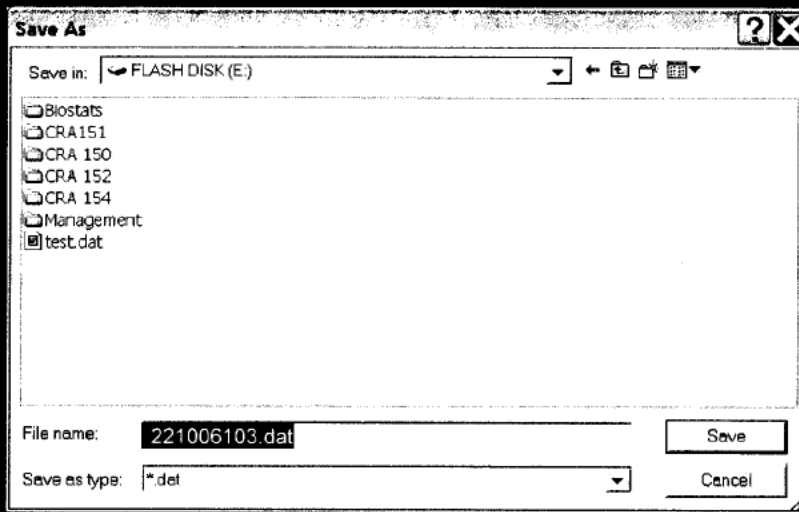 Save As
Save in: FLASH DISK (E:)
Biostats
CRA151
CRA 150
CRA 152
CRA 154
Management
test.dat
File name: 221006103.dat
Save
Save as type: *.dat
Cancel